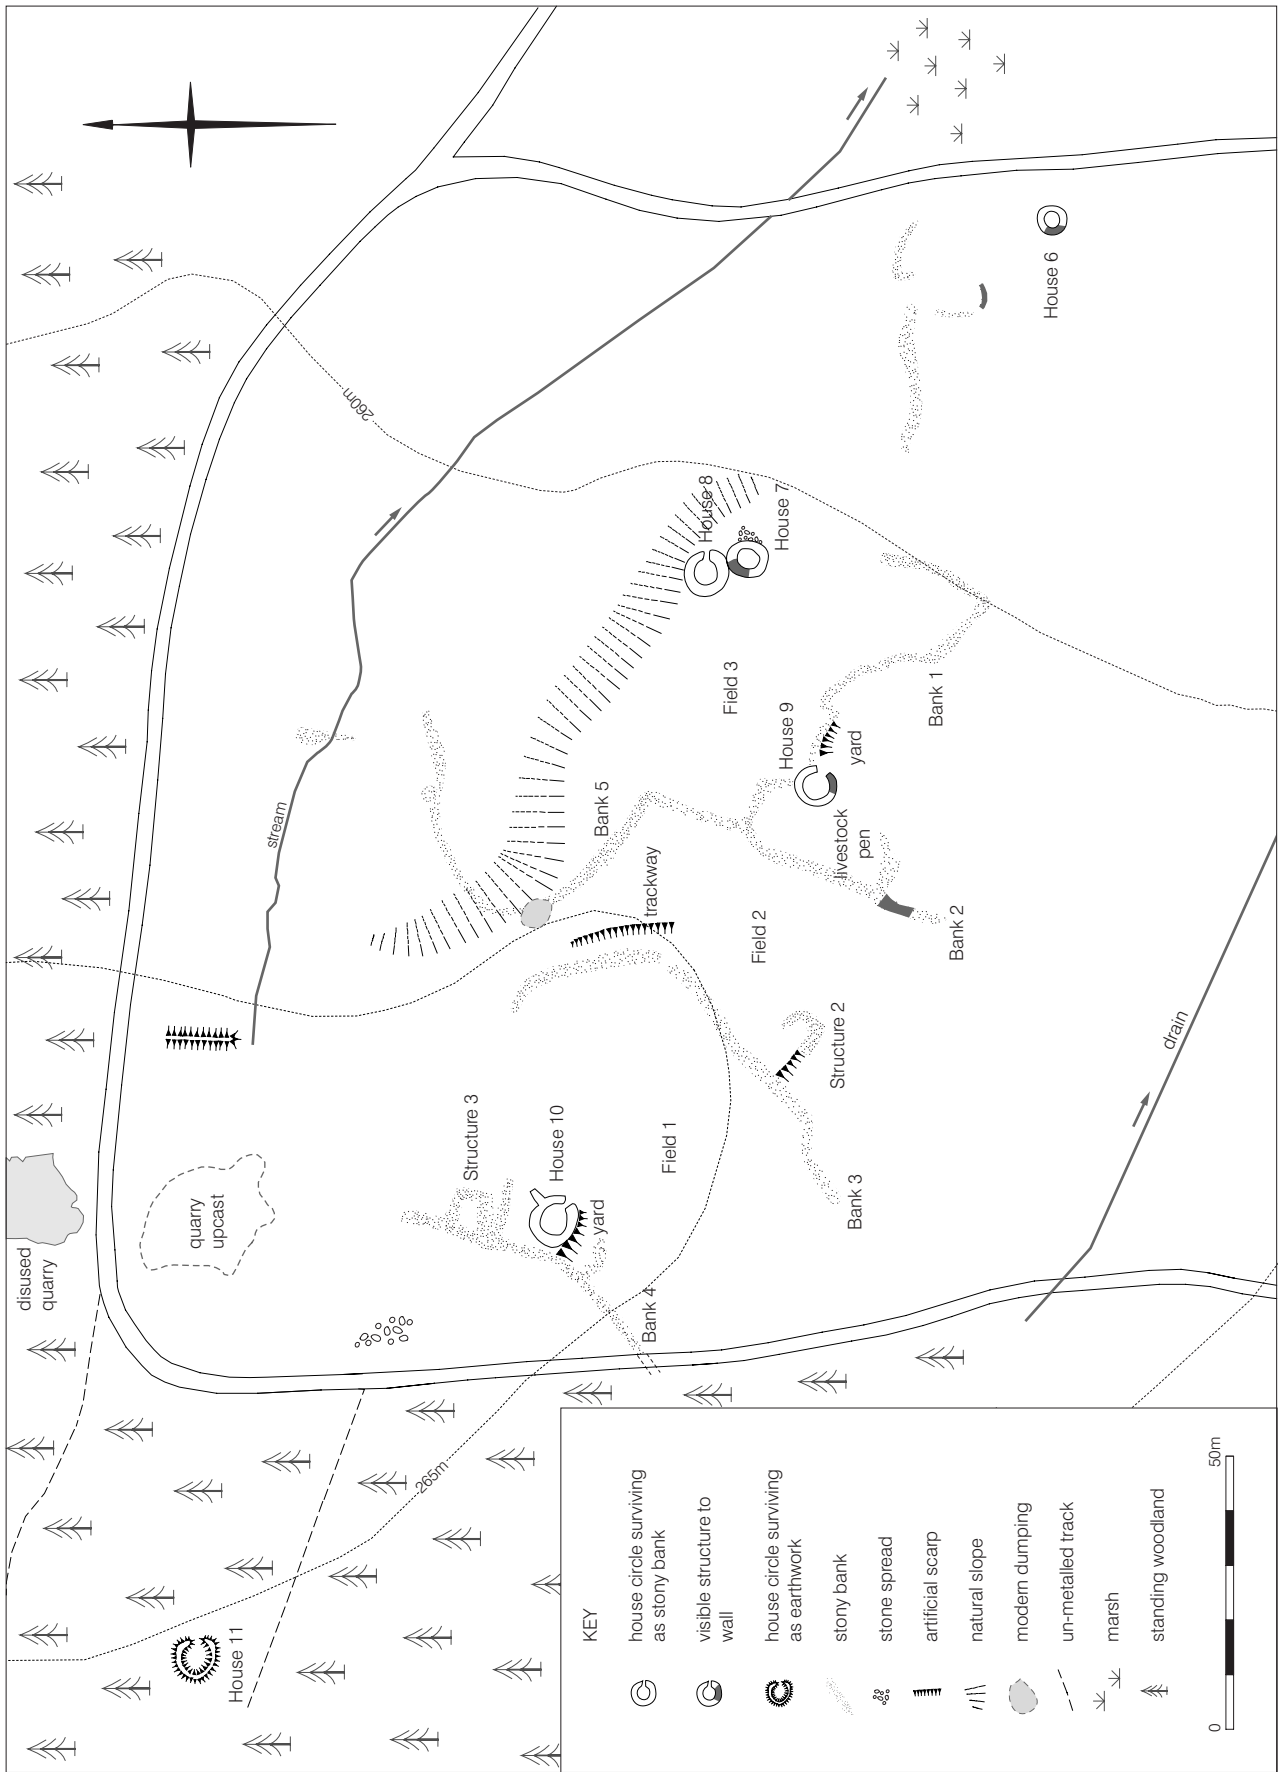 disused
quarry
quarry
upcast
House 11
stream
260m
265m
Structure 3
House 10
yard
Field 1
Bank 4
Bank 5
trackway
Field 2
Bank 3
Structure 2
Bank 2
livestock
pen
House 9
yard
Field 3
Bank 1
House 8
House 7
House 6
drain
KEY
house circle surviving
as stony bank
visible structure to
wall
house circle surviving
as earthwork
stony bank
stone spread
artificial scarp
natural slope
modern dumping
un-metalled track
marsh
standing woodland
0
50m